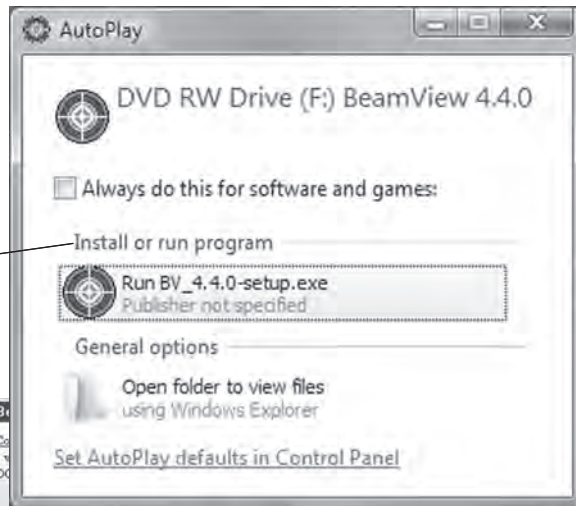 AutoPlay
DVD RW Drive (F:) BeamView 4.4.0
Always do this for software and games:
Install or run program
Run BV_4.4.0-setup.exe
Publisher not specified
General options
Open folder to view files
using Windows Explorer
Set AutoPlay defaults in Control Panel